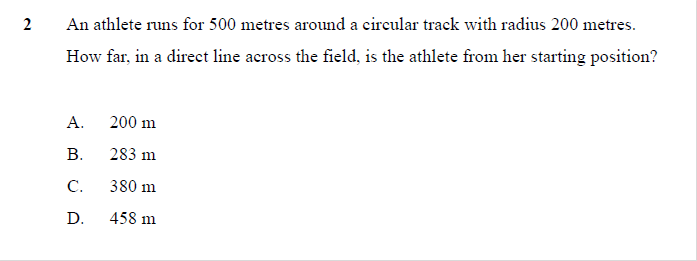 2 An athlete runs for 500 metres around a circular track with radius 200 metres.
How far, in a direct line across the field, is the athlete from her starting position?
A. 200 m
B. 283 m
C. 380 m
D. 458 m